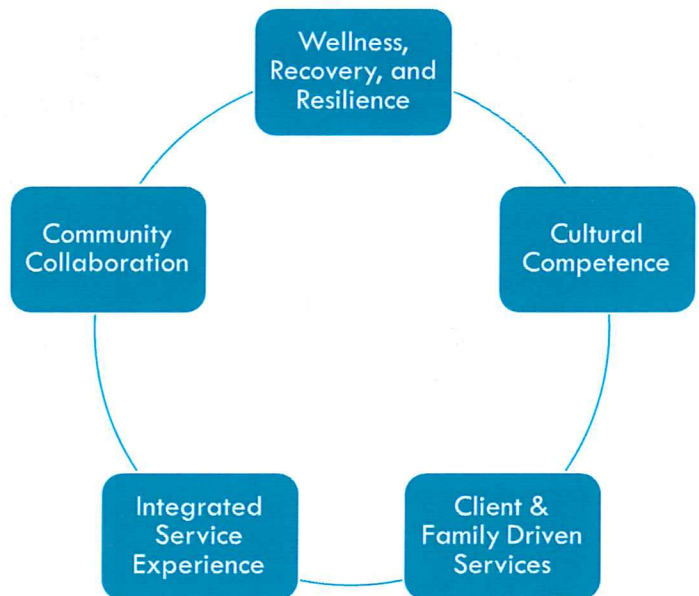 Wellness,
Recovery, and
Resilience
Cultural
Competence
Client &
Family Driven
Services
Integrated
Service
Experience
Community
Collaboration